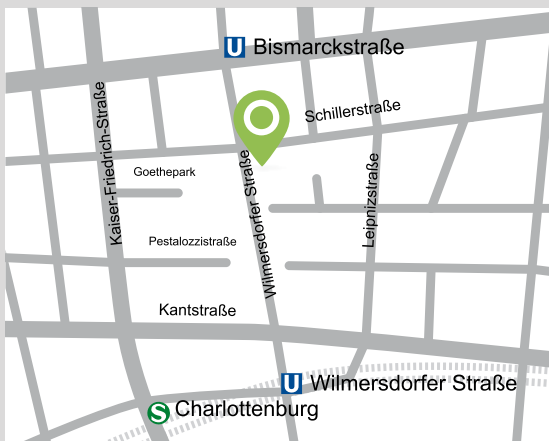 U Bismarckstraße
Schillerstraße
Kaiser-Friedrich-Straße
Goethepark
Wilmersdorfer Straße
Leipnizstraße
Pestalozzistraße
Kantstraße
U Wilmersdorfer Straße
S Charlottenburg